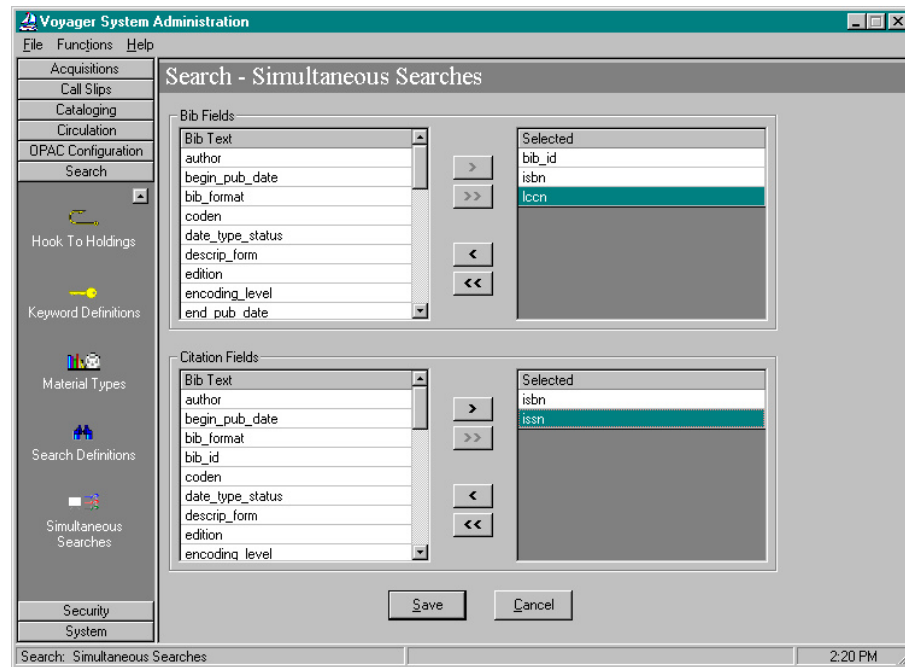 Voyager System Administration
File Functions Help
Acquisitions
Call Slips
Cataloging
Circulation
OPAC Configuration
Search
Hook To Holdings
Keyword Definitions
Material Types
Search Definitions
Simultaneous
Searches
Security
System
Search - Simultaneous Searches
Bib Fields
Bib Text
author
begin_pub_date
bib_format
coden
date_type_status
descrip_form
edition
encoding_level
end_pub_date
>
>>
<
<<
Selected
bib_id
isbn
lccn
Citation Fields
Bib Text
author
begin_pub_date
bib_format
bib_id
coden
date_type_status
descrip_form
edition
encoding_level
>
>>
<
<<
Selected
isbn
issn
Save Cancel
Search: Simultaneous Searches 2:20 PM